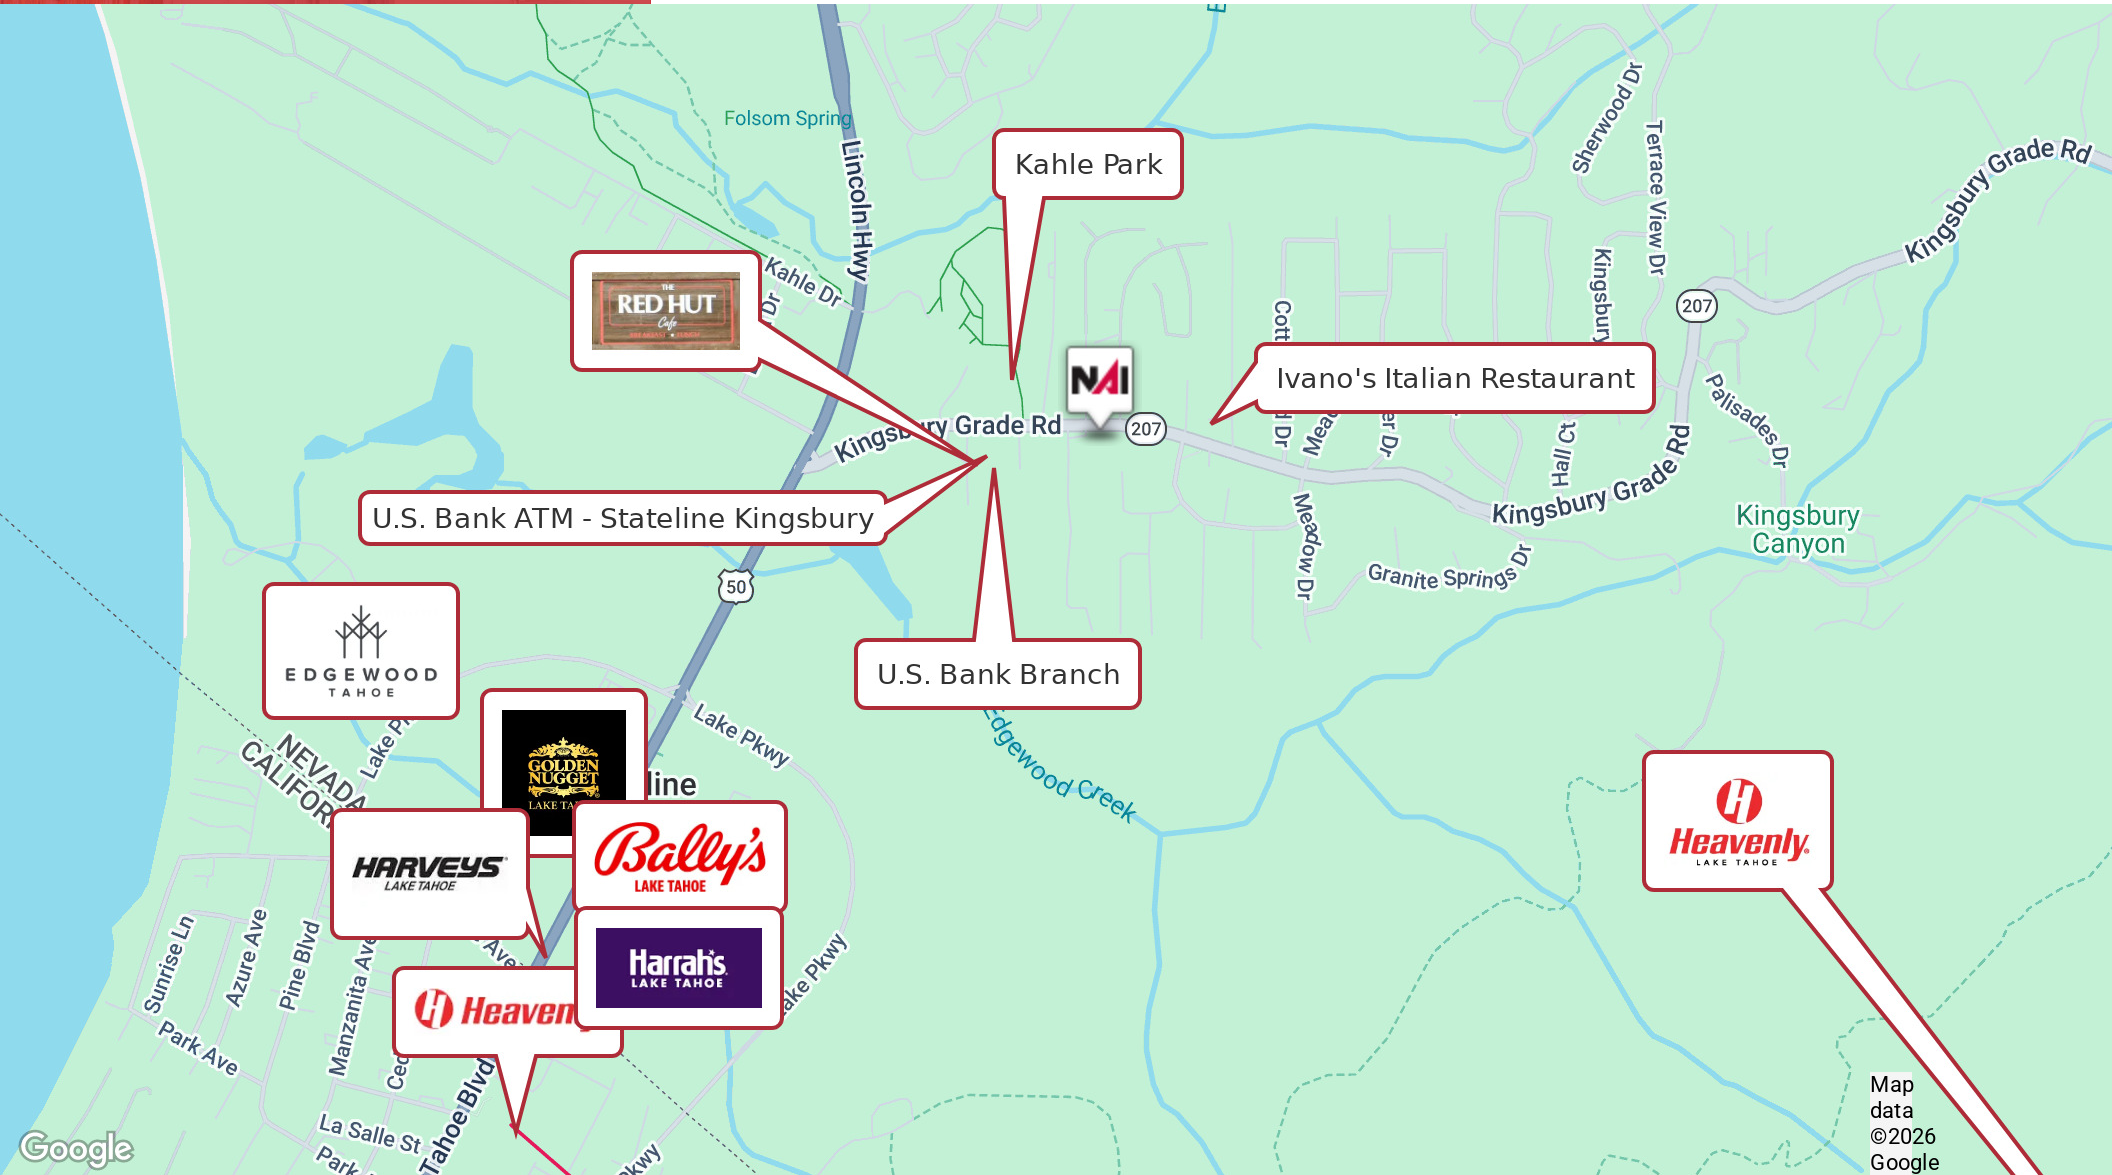 Folsom Spring
Lincoln Hwy
Kahle Park
Sherwood Dr
Terrace View Dr
Kingsbury Grade Rd
THE
RED HUT
Cafe
Kahle Dr
Dr
207
Kingsbury
NAI
Ivano's Italian Restaurant
Kingsbury Grade Rd
207
Palisades Dr
Hall Ct
Kingsbury Grade Rd
U.S. Bank ATM - Stateline Kingsbury
Meadow Dr
Granite Springs Dr
Kingsbury
Canyon
50
EDGEWOOD
TAHOE
U.S. Bank Branch
Lake Pkwy
Edgewood Creek
NEVADA
GOLDEN
NUGGET
HARVEYS
LAKE TAHOE
Bally's
LAKE TAHOE
Heavenly
LAKE TAHOE
Harrah's
LAKE TAHOE
Sunrise Ln
Azure Ave
Pine Blvd
Manzanita Ave
Park Ave
La Salle St
Tahoe Blvd
Google
Map
data
©2026
Google